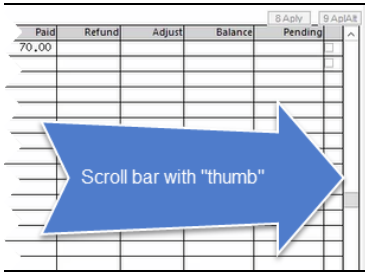 8 Aply 9 AplAlt
Paid Refund Adjust Balance Pending
70.00
Scroll bar with "thumb"